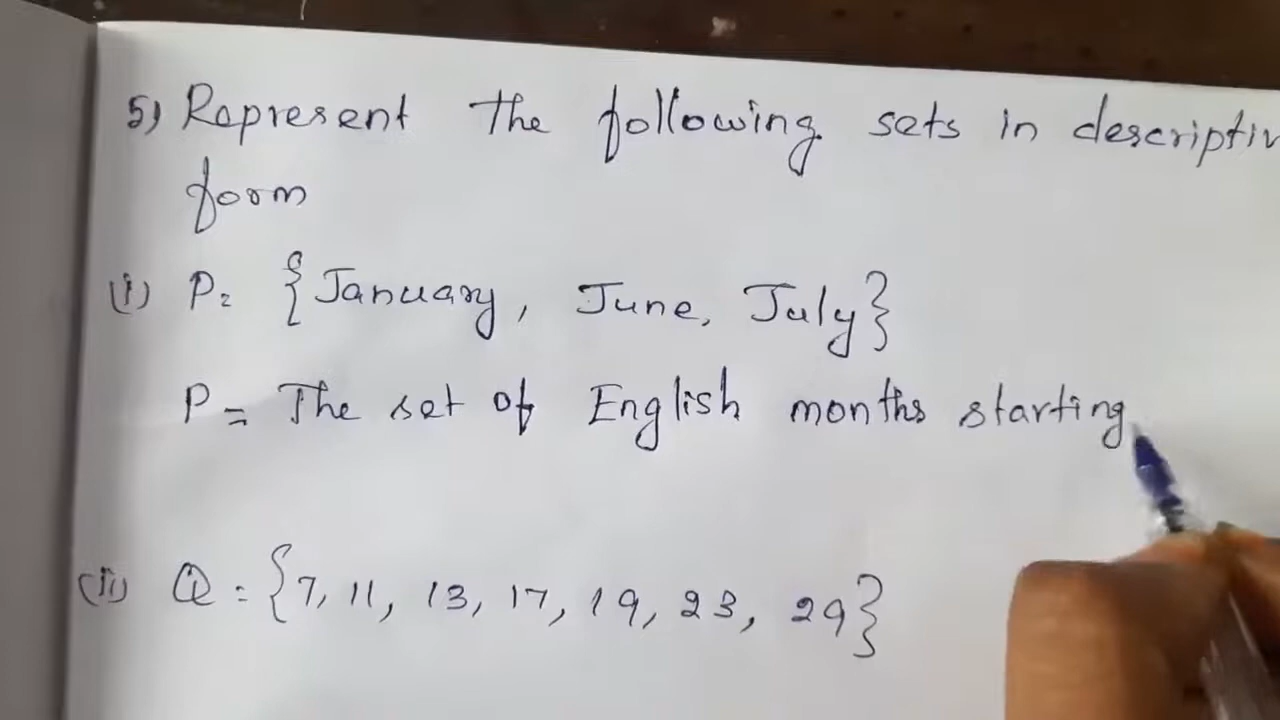 5) Represent the following sets in descriptiv
form
(i) P = {January, June, July}
P = The set of English months starting
(ii) Q = {7, 11, 13, 17, 19, 23, 29}